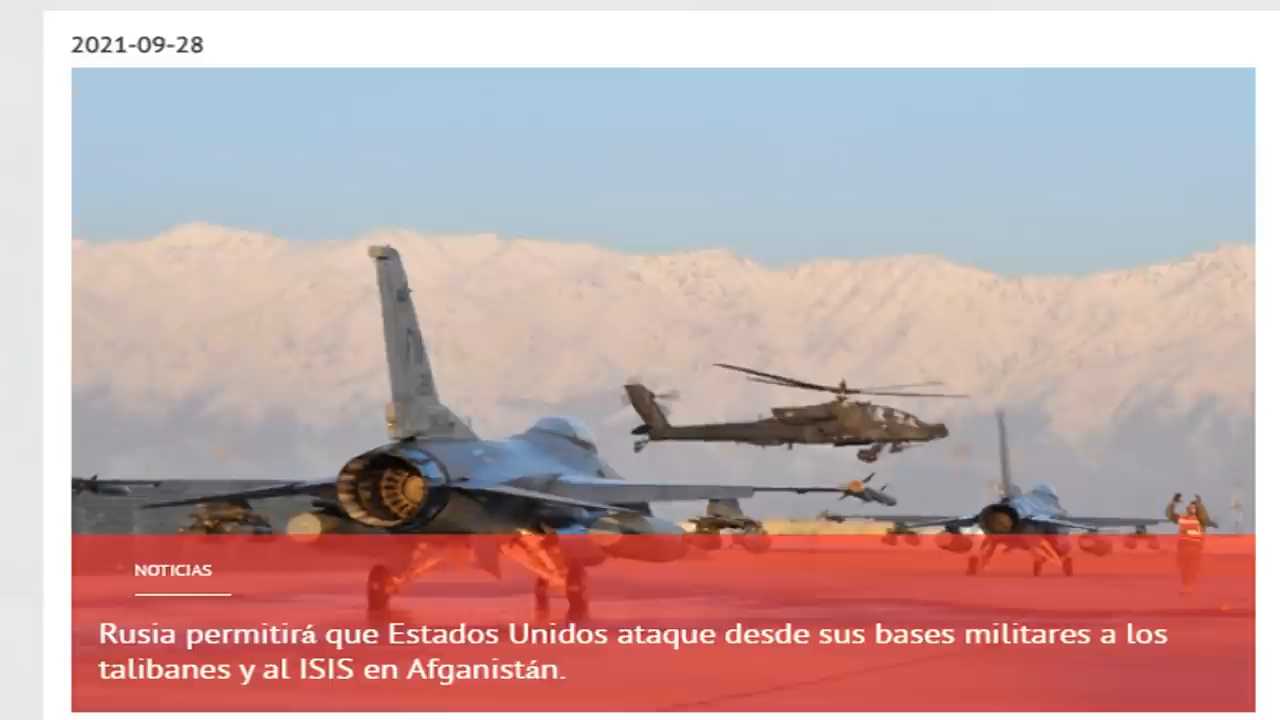 2021-09-28
NOTICIAS
Rusia permitirá que Estados Unidos ataque desde sus bases militares a los
talibanes y al ISIS en Afganistán.